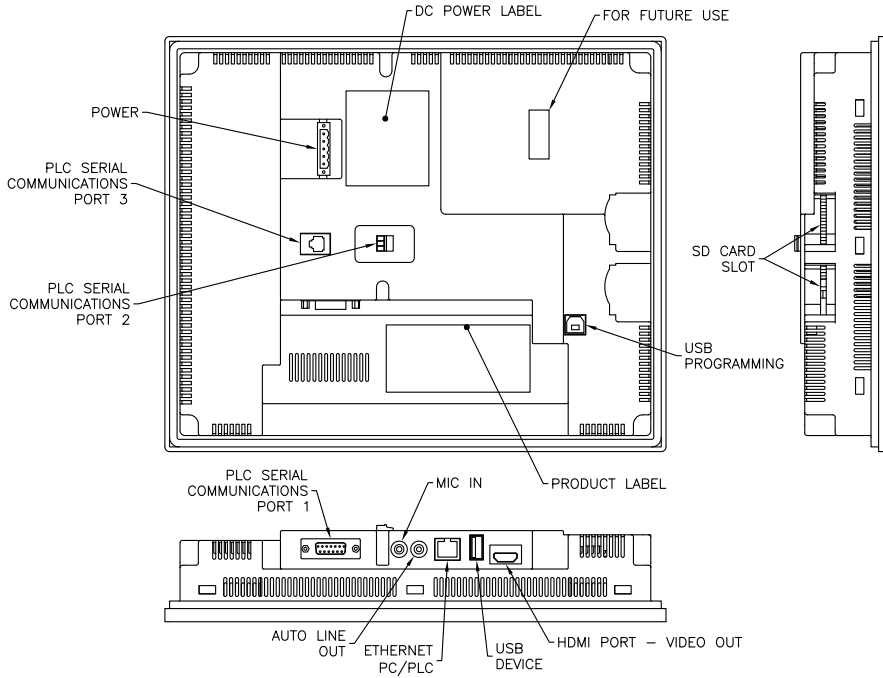 DC POWER LABEL
FOR FUTURE USE
POWER
PLC SERIAL
COMMUNICATIONS
PORT 3
PLC SERIAL
COMMUNICATIONS
PORT 2
SD CARD
SLOT
USB
PROGRAMMING
PRODUCT LABEL
PLC SERIAL
COMMUNICATIONS
PORT 1
MIC IN
AUTO LINE
OUT
ETHERNET
PC/PLC
USB
DEVICE
HDMI PORT – VIDEO OUT